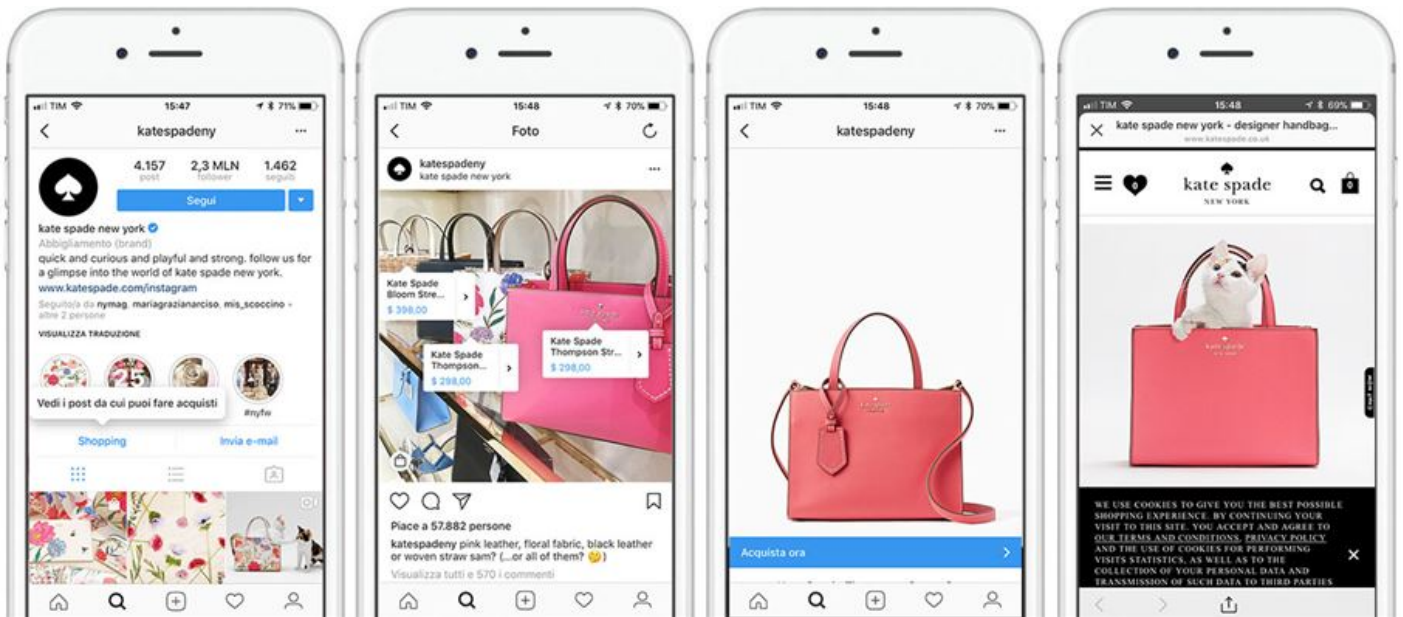 TIM
15:47
71%
katespadeny
4.157
2,3 MLN
1.462
post
follower
seguiti
Segui
kate spade new york
Abbigliamento (brand)
quick and curious and playful and strong. follow us for
a glimpse into the world of kate spade new york.
www.katespade.com/instagram
Seguito/a da nymag, mariagrazianarciso, mis_scoccino e
altre 2 persone
VISUALIZZA TRADUZIONE
Vedi i post da cui puoi fare acquisti
#nyfw
Shopping
Invia e-mail
TIM
15:48
70%
Foto
katespadeny
kate spade new york
Kate Spade
Bloom Stre...
$ 398,00
Kate Spade
Thompson...
$ 298,00
Kate Spade
Thompson Str...
$ 298,00
Piace a 57.882 persone
katespadeny pink leather, floral fabric, black leather
or woven straw sam? (...or all of them? 🤔)
Visualizza tutti e 570 i commenti
TIM
15:48
70%
katespadeny
Acquista ora
TIM
15:48
69%
kate spade new york - designer handbag...
www.katespade.co.uk
0
kate spade
NEW YORK
0
kate spade
CHAT NOW
WE USE COOKIES TO GIVE YOU THE BEST POSSIBLE
SHOPPING EXPERIENCE. BY CONTINUING YOUR
VISIT TO THIS SITE, YOU ACCEPT AND AGREE TO
OUR TERMS AND CONDITIONS, PRIVACY POLICY
AND THE USE OF COOKIES FOR PERFORMING
VISITS STATISTICS, AS WELL AS TO THE
COLLECTION OF YOUR PERSONAL DATA AND
TRANSMISSION OF SUCH DATA TO THIRD PARTIES